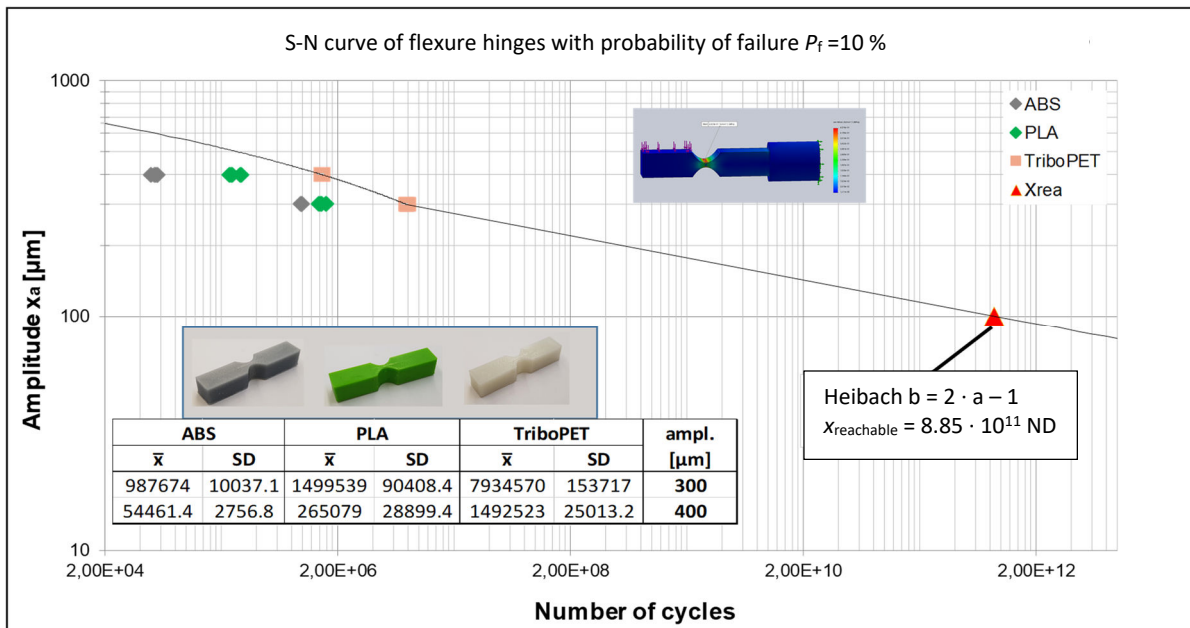 S-N curve of flexure hinges with probability of failure Pf =10 %
1000
100
10
Amplitude xa [µm]
ABS
PLA
TriboPET
Xrea
Heibach b = 2 · a – 1
xreachable = 8.85 · 10¹¹ ND
ABS PLA TriboPET ampl.
x̅ SD x̅ SD x̅ SD [µm]
987674 10037.1 1499539 90408.4 7934570 153717 300
54461.4 2756.8 265079 28899.4 1492523 25013.2 400
2,00E+04 2,00E+06 2,00E+08 2,00E+10 2,00E+12
Number of cycles